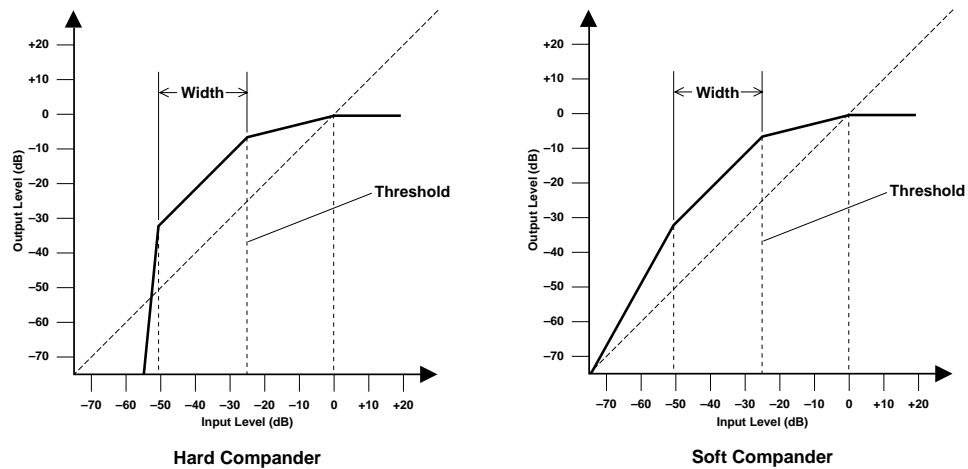 +20
+10
0
–10
–20
–30
–40
–50
–60
–70
Output Level (dB)
Width
Threshold
–70 –60 –50 –40 –30 –20 –10 0 +10 +20
Input Level (dB)
Hard Compander
+20
+10
0
–10
–20
–30
–40
–50
–60
–70
Output Level (dB)
Width
Threshold
–70 –60 –50 –40 –30 –20 –10 0 +10 +20
Input Level (dB)
Soft Compander